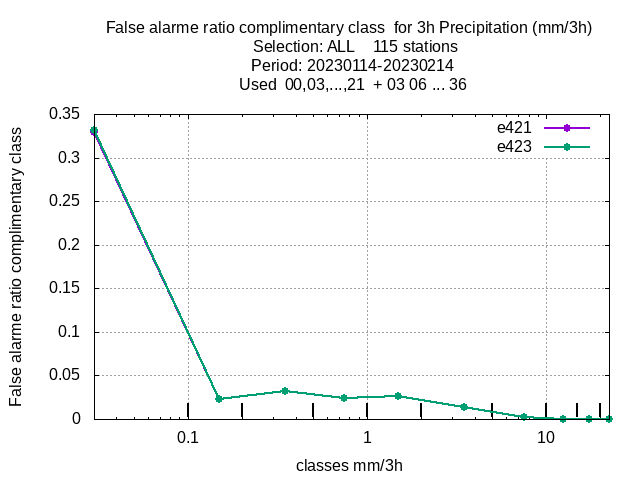 False alarme ratio complimentary class  for 3h Precipitation (mm/3h)
Selection: ALL    115 stations
Period: 20230114-20230214
Used  00,03,...,21  + 03 06 ... 36
False alarme ratio complimentary class
0.35
0.3
0.25
0.2
0.15
0.1
0.05
0
e421
e423
0.1
1
10
classes mm/3h